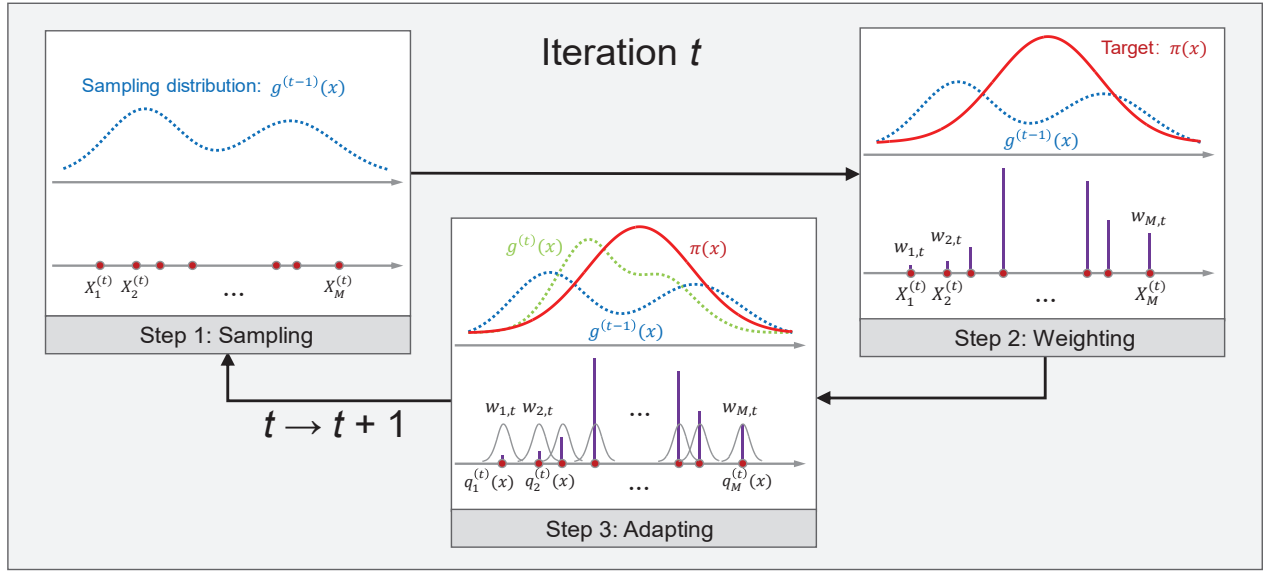 Iteration t
Sampling distribution: g^(t−1)(x)
X_1^(t) X_2^(t) ... X_M^(t)
Step 1: Sampling
Target: π(x)
g^(t−1)(x)
w_1,t w_2,t w_M,t
X_1^(t) X_2^(t) ... X_M^(t)
Step 2: Weighting
g^(t)(x) π(x)
g^(t−1)(x)
w_1,t w_2,t ... w_M,t
q_1^(t)(x) q_2^(t)(x) ... q_M^(t)(x)
Step 3: Adapting
t → t + 1